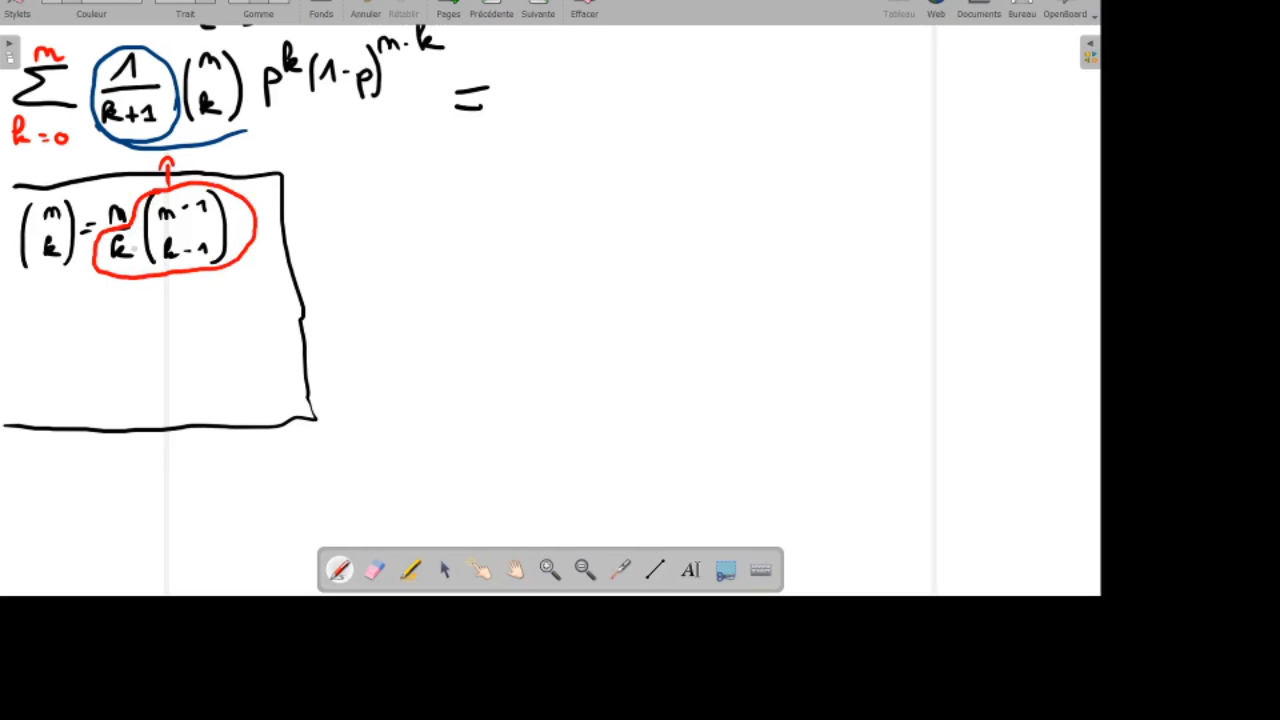 Stylets Couleur Trait Gomme Fonds Annuler Rétablir Pages Précédente Suivante Effacer Tableau Web Documents Bureau OpenBoard
n
∑ 1/(k+1) (n k) p^k (1-p)^(n-k) =
k=0
(n k) = n/k (n-1 k-1)
AI